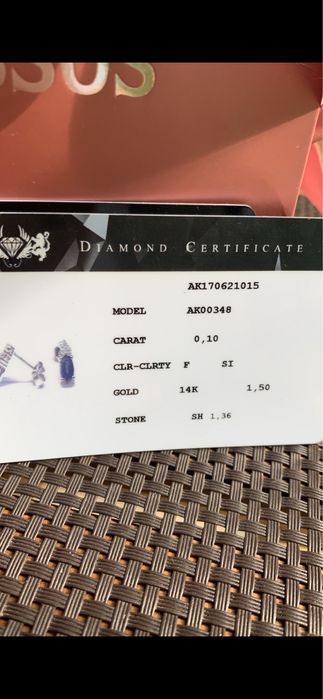 DIAMOND CERTIFICATE
AK170621015
MODEL AK00348
CARAT 0,10
CLR-CLRTY F SI
GOLD 14K 1,50
STONE SH 1,36